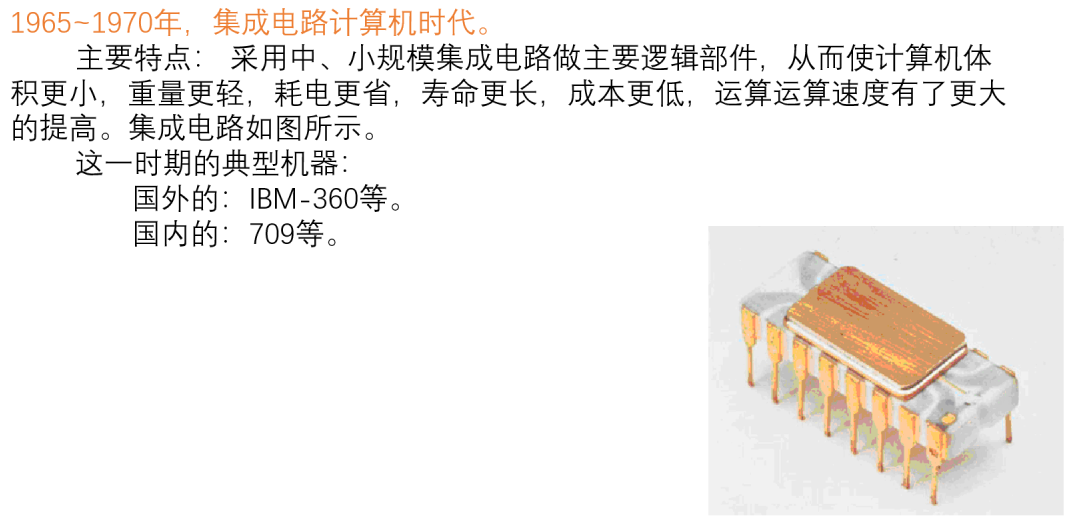 1965~1970年，集成电路计算机时代。
主要特点： 采用中、小规模集成电路做主要逻辑部件，从而使计算机体
积更小，重量更轻，耗电更省，寿命更长，成本更低，运算运算速度有了更大
的提高。集成电路如图所示。
这一时期的典型机器：
国外的：IBM-360等。
国内的：709等。